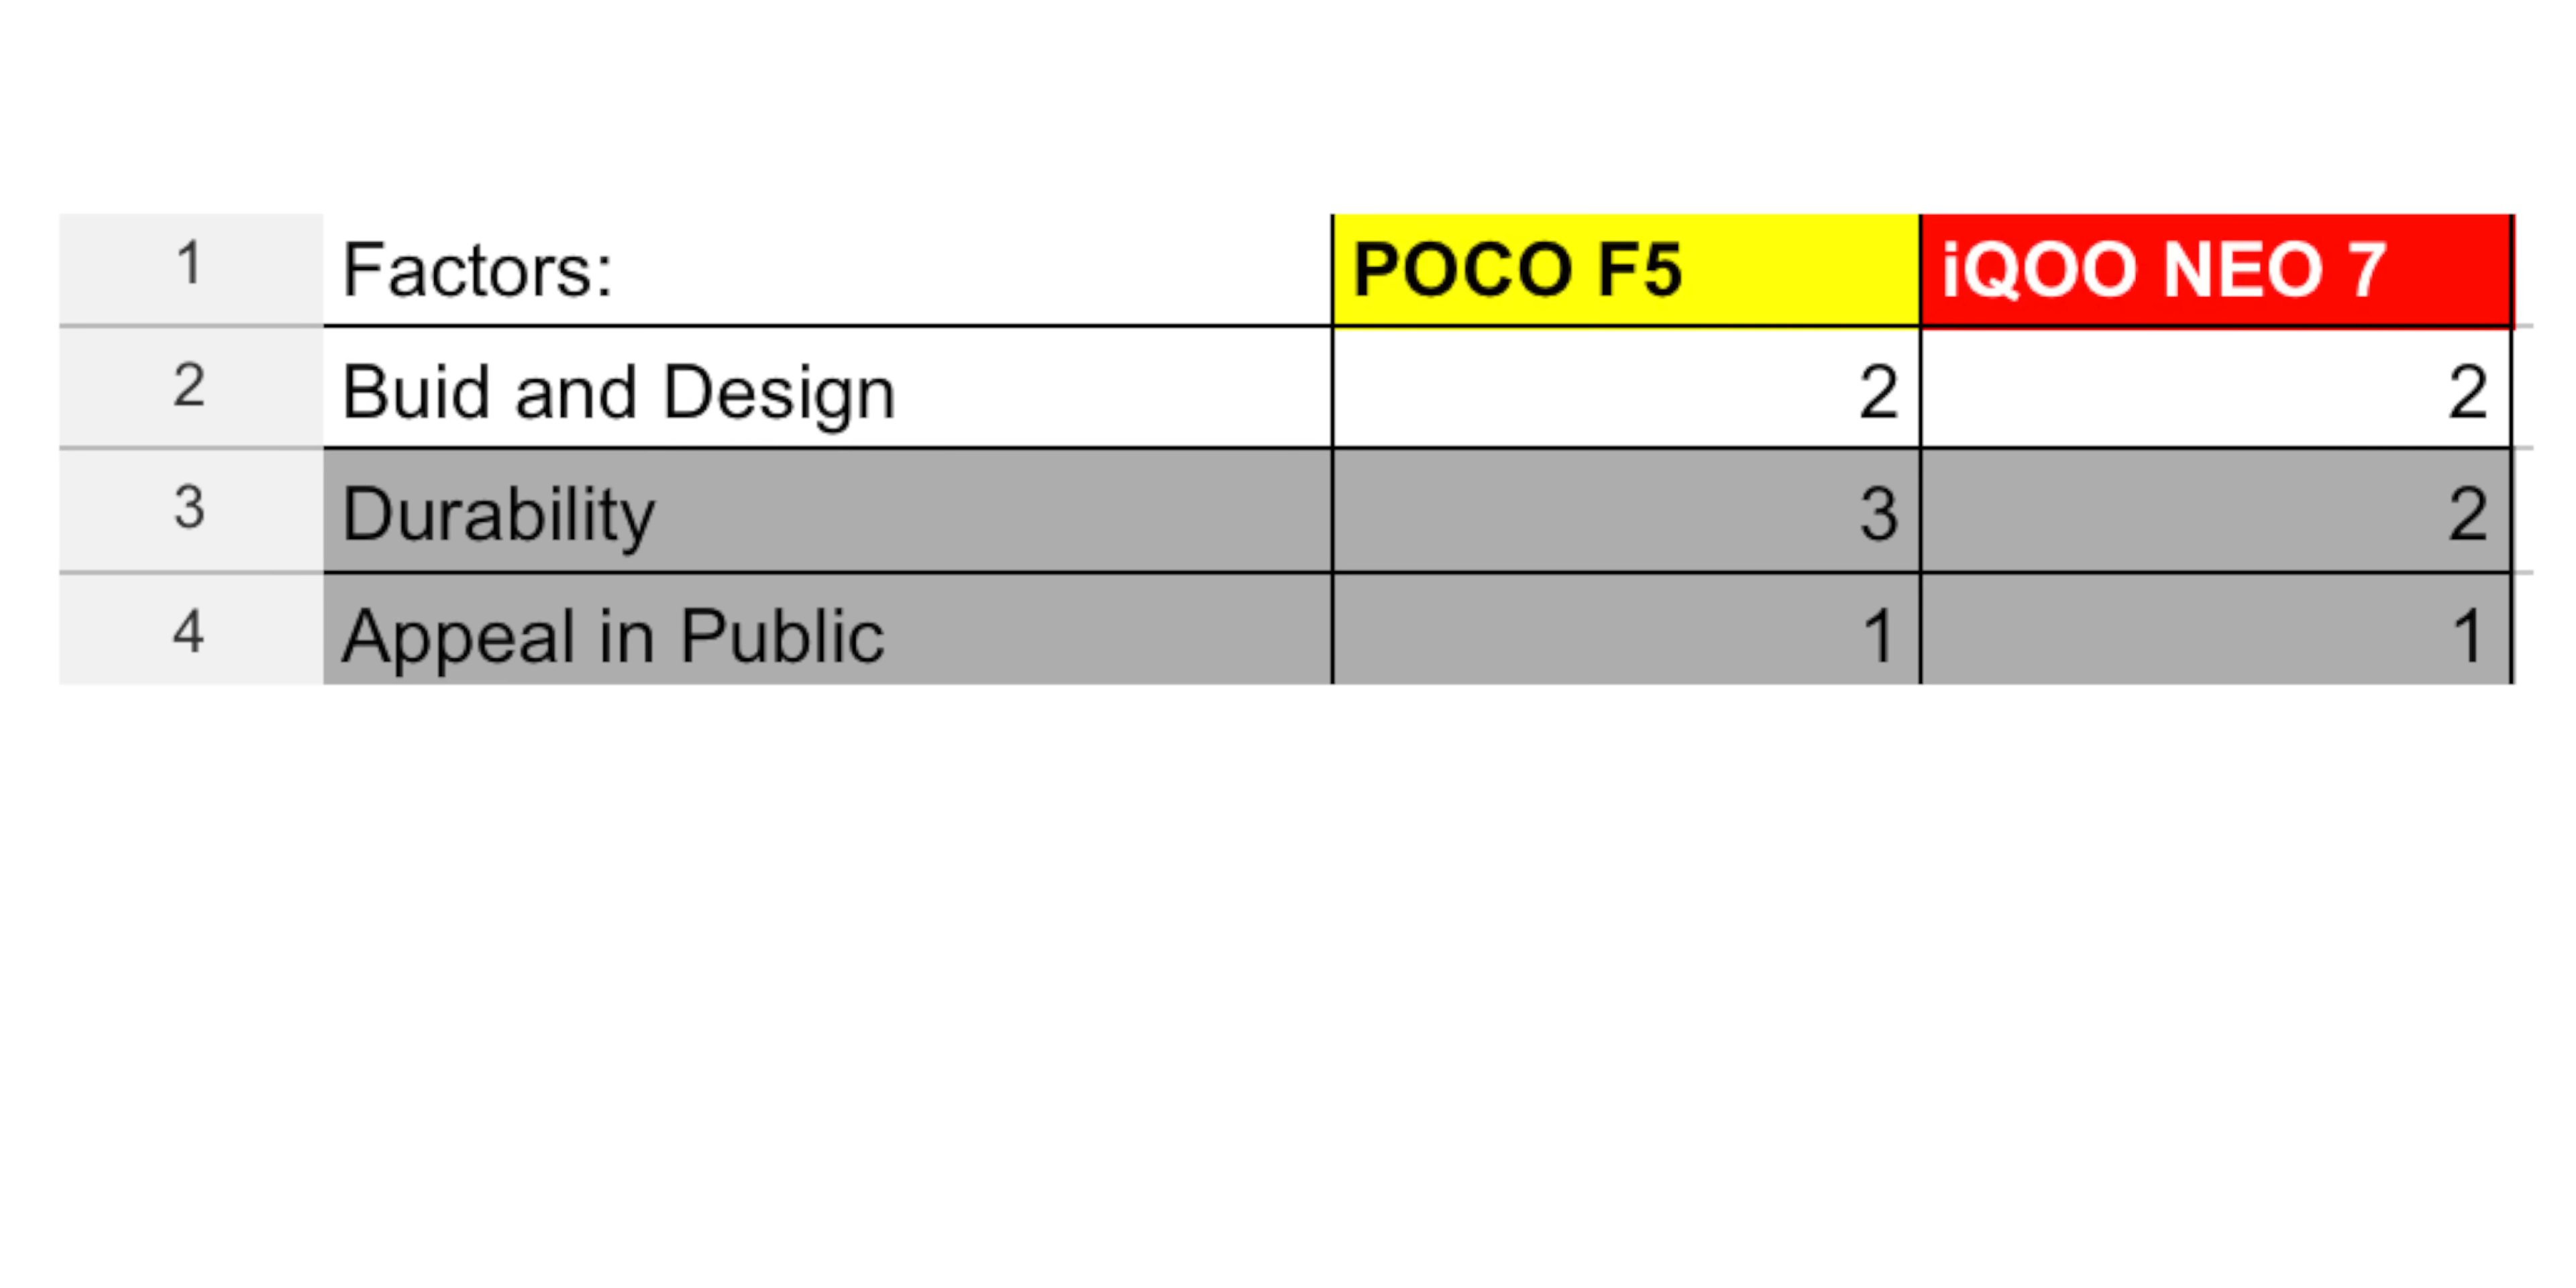 1 Factors: POCO F5 iQOO NEO 7
2 Buid and Design 2 2
3 Durability 3 2
4 Appeal in Public 1 1